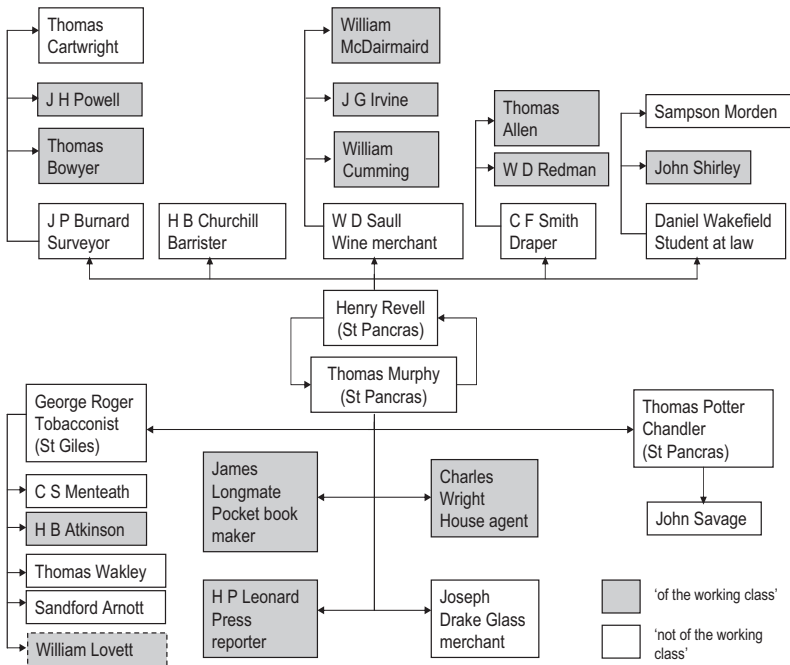 Thomas
Cartwright
J H Powell
Thomas
Bowyer
J P Burnard
Surveyor
H B Churchill
Barrister
William
McDairmaird
J G Irvine
William
Cumming
W D Saull
Wine merchant
Thomas
Allen
W D Redman
C F Smith
Draper
Sampson Morden
John Shirley
Daniel Wakefield
Student at law
Henry Revell
(St Pancras)
Thomas Murphy
(St Pancras)
George Roger
Tobacconist
(St Giles)
C S Menteath
H B Atkinson
Thomas Wakley
Sandford Arnott
William Lovett
James
Longmate
Pocket book
maker
Charles
Wright
House agent
H P Leonard
Press
reporter
Joseph
Drake Glass
merchant
Thomas Potter
Chandler
(St Pancras)
John Savage
'of the working class'
'not of the working
class'